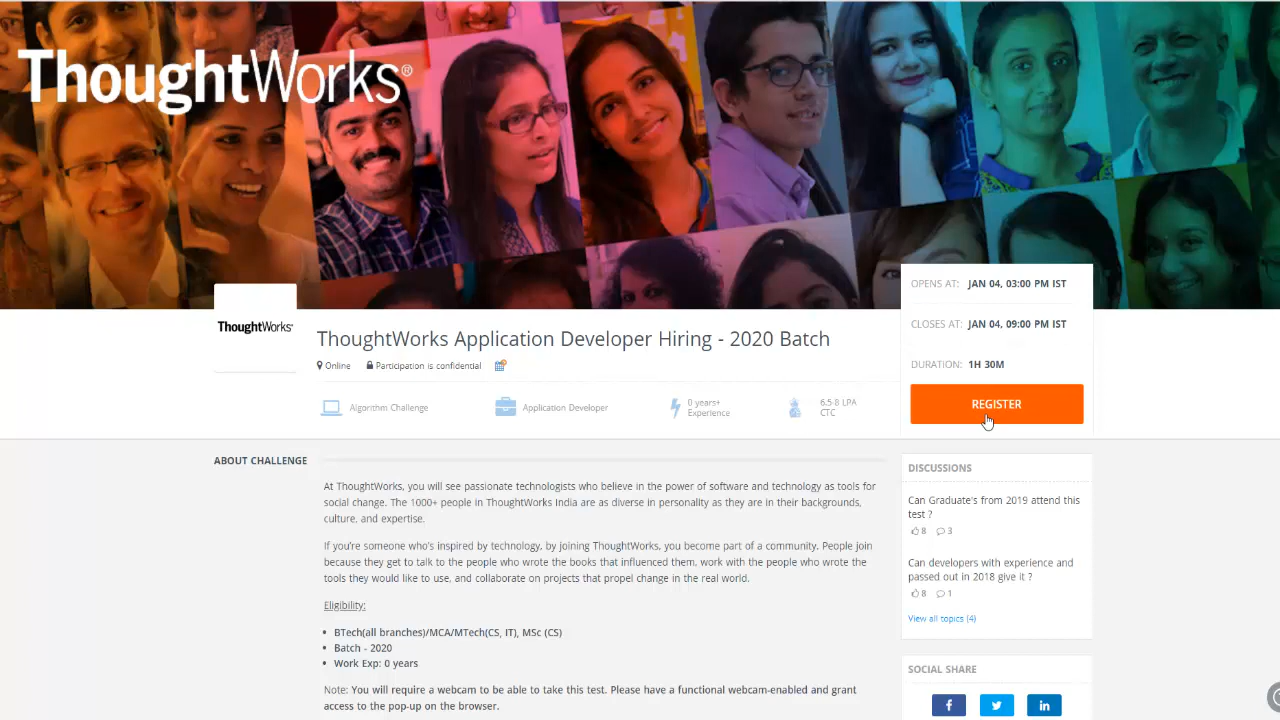 ThoughtWorks®
ThoughtWorks®
ThoughtWorks Application Developer Hiring - 2020 Batch
Online
Participation is confidential
Algorithm Challenge
Application Developer
0 years+
Experience
6.5-8 LPA
CTC
OPENS AT: JAN 04, 03:00 PM IST
CLOSES AT: JAN 04, 09:00 PM IST
DURATION: 1H 30M
REGISTER
ABOUT CHALLENGE
At ThoughtWorks, you will see passionate technologists who believe in the power of software and technology as tools for
social change. The 1000+ people in ThoughtWorks India are as diverse in personality as they are in their backgrounds,
culture, and expertise.
If you're someone who's inspired by technology, by joining ThoughtWorks, you become part of a community. People join
because they get to talk to the people who wrote the books that influenced them, work with the people who wrote the
tools they would like to use, and collaborate on projects that propel change in the real world.
Eligibility:
• BTech(all branches)/MCA/MTech(CS, IT), MSc (CS)
• Batch - 2020
• Work Exp: 0 years
Note: You will require a webcam to be able to take this test. Please have a functional webcam-enabled and grant
access to the pop-up on the browser.
DISCUSSIONS
Can Graduate's from 2019 attend this
test ?
8 3
Can developers with experience and
passed out in 2018 give it ?
8 1
View all topics (4)
SOCIAL SHARE